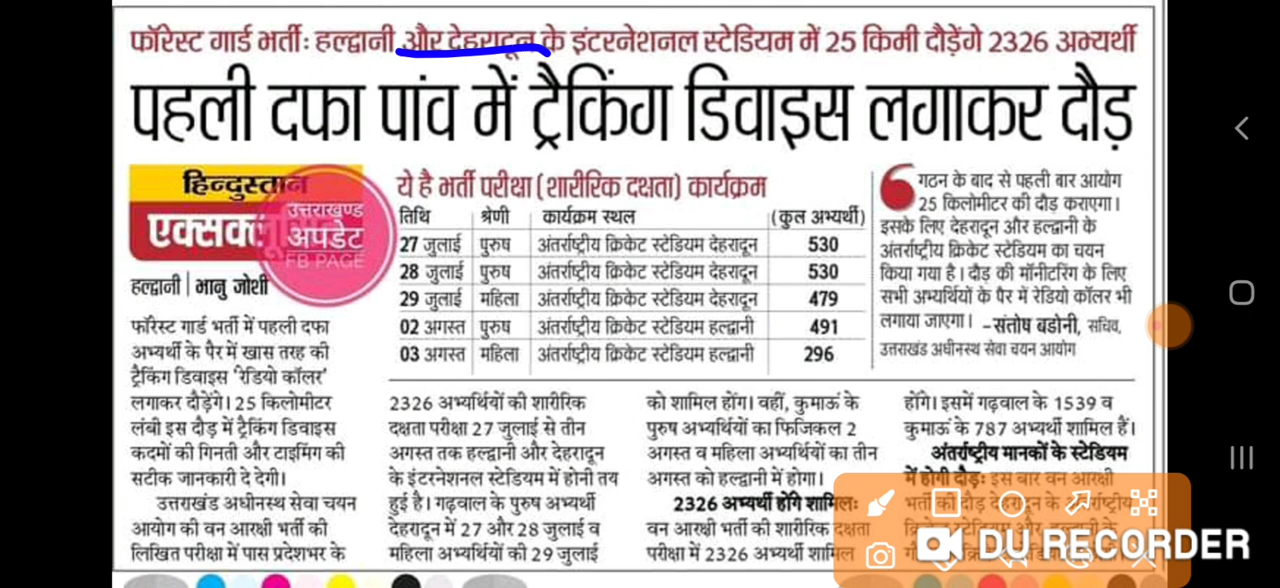 फॉरेस्ट गार्ड भर्ती: हल्द्वानी और देहरादून के इंटरनेशनल स्टेडियम में 25 किमी दौड़ेंगे 2326 अभ्यर्थी
पहली दफा पांव में ट्रैकिंग डिवाइस लगाकर दौड़
हिन्दुस्तान
उत्तराखण्ड
अपडेट
FB PAGE
हल्द्वानी | भानु जोशी
फॉरेस्ट गार्ड भर्ती में पहली दफा
अभ्यर्थी के पैर में खास तरह की
ट्रैकिंग डिवाइस 'रेडियो कॉलर'
लगाकर दौड़ेंगे। 25 किलोमीटर
लंबी इस दौड़ में ट्रैकिंग डिवाइस
कदमों की गिनती और टाइमिंग की
सटीक जानकारी दे देगी।
उत्तराखंड अधीनस्थ सेवा चयन
आयोग की वन आरक्षी भर्ती की
लिखित परीक्षा में पास प्रदेशभर के
ये है भर्ती परीक्षा (शारीरिक दक्षता) कार्यक्रम
तिथि श्रेणी कार्यक्रम स्थल (कुल अभ्यर्थी)
27 जुलाई पुरुष अंतर्राष्ट्रीय क्रिकेट स्टेडियम देहरादून 530
28 जुलाई पुरुष अंतर्राष्ट्रीय क्रिकेट स्टेडियम देहरादून 530
29 जुलाई महिला अंतर्राष्ट्रीय क्रिकेट स्टेडियम देहरादून 479
02 अगस्त पुरुष अंतर्राष्ट्रीय क्रिकेट स्टेडियम हल्द्वानी 491
03 अगस्त महिला अंतर्राष्ट्रीय क्रिकेट स्टेडियम हल्द्वानी 296
गठन के बाद से पहली बार आयोग
25 किलोमीटर की दौड़ कराएगा।
इसके लिए देहरादून और हल्द्वानी के
अंतर्राष्ट्रीय क्रिकेट स्टेडियम का चयन
किया गया है। दौड़ की मॉनीटरिंग के लिए
सभी अभ्यर्थियों के पैर में रेडियो कॉलर भी
लगाया जाएगा। -संतोष बडोनी, सचिव,
उत्तराखंड अधीनस्थ सेवा चयन आयोग
2326 अभ्यर्थियों की शारीरिक
दक्षता परीक्षा 27 जुलाई से तीन
अगस्त तक हल्द्वानी और देहरादून
के इंटरनेशनल स्टेडियम में होनी तय
हुई है। गढ़वाल के पुरुष अभ्यर्थी
देहरादून में 27 और 28 जुलाई व
महिला अभ्यर्थियों की 29 जुलाई
को शामिल होंगी। वहीं, कुमाऊं के
पुरुष अभ्यर्थियों का फिजिकल 2
अगस्त व महिला अभ्यर्थियों का तीन
अगस्त को हल्द्वानी में होगा।
2326 अभ्यर्थी होंगे शामिल:
वन आरक्षी भर्ती की शारीरिक दक्षता
परीक्षा में 2326 अभ्यर्थी शामिल
होंगे। इसमें गढ़वाल के 1539 व
कुमाऊं के 787 अभ्यर्थी शामिल हैं।
अंतर्राष्ट्रीय मानकों के स्टेडियम
में होगी दौड़: इस बार वन आरक्षी
भर्ती की दौड़ देहरादून के अंतर्राष्ट्रीय
DU RECORDER